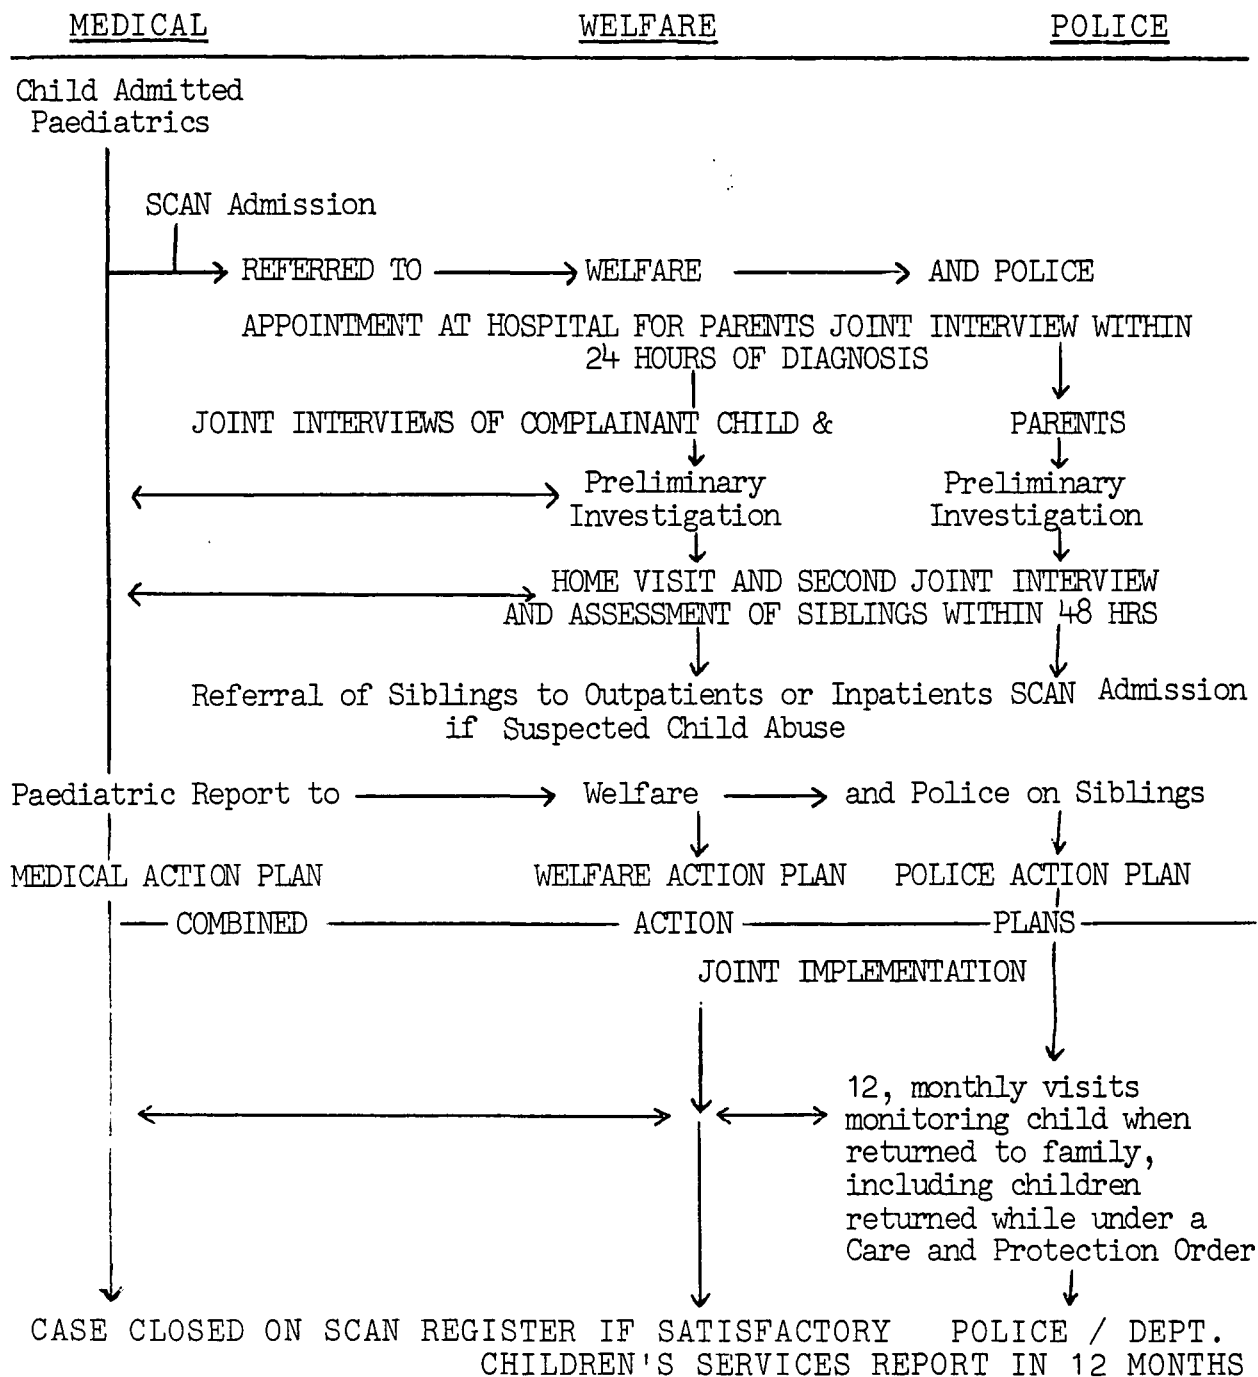 MEDICAL WELFARE POLICE
Child Admitted
Paediatrics
SCAN Admission
REFERRED TO WELFARE AND POLICE
APPOINTMENT AT HOSPITAL FOR PARENTS JOINT INTERVIEW WITHIN
24 HOURS OF DIAGNOSIS
JOINT INTERVIEWS OF COMPLAINANT CHILD & PARENTS
Preliminary Preliminary
Investigation Investigation
HOME VISIT AND SECOND JOINT INTERVIEW
AND ASSESSMENT OF SIBLINGS WITHIN 48 HRS
Referral of Siblings to Outpatients or Inpatients SCAN Admission
if Suspected Child Abuse
Paediatric Report to Welfare and Police on Siblings
MEDICAL ACTION PLAN WELFARE ACTION PLAN POLICE ACTION PLAN
COMBINED ACTION PLANS
JOINT IMPLEMENTATION
12, monthly visits
monitoring child when
returned to family,
including children
returned while under a
Care and Protection Order
CASE CLOSED ON SCAN REGISTER IF SATISFACTORY POLICE / DEPT.
CHILDREN'S SERVICES REPORT IN 12 MONTHS